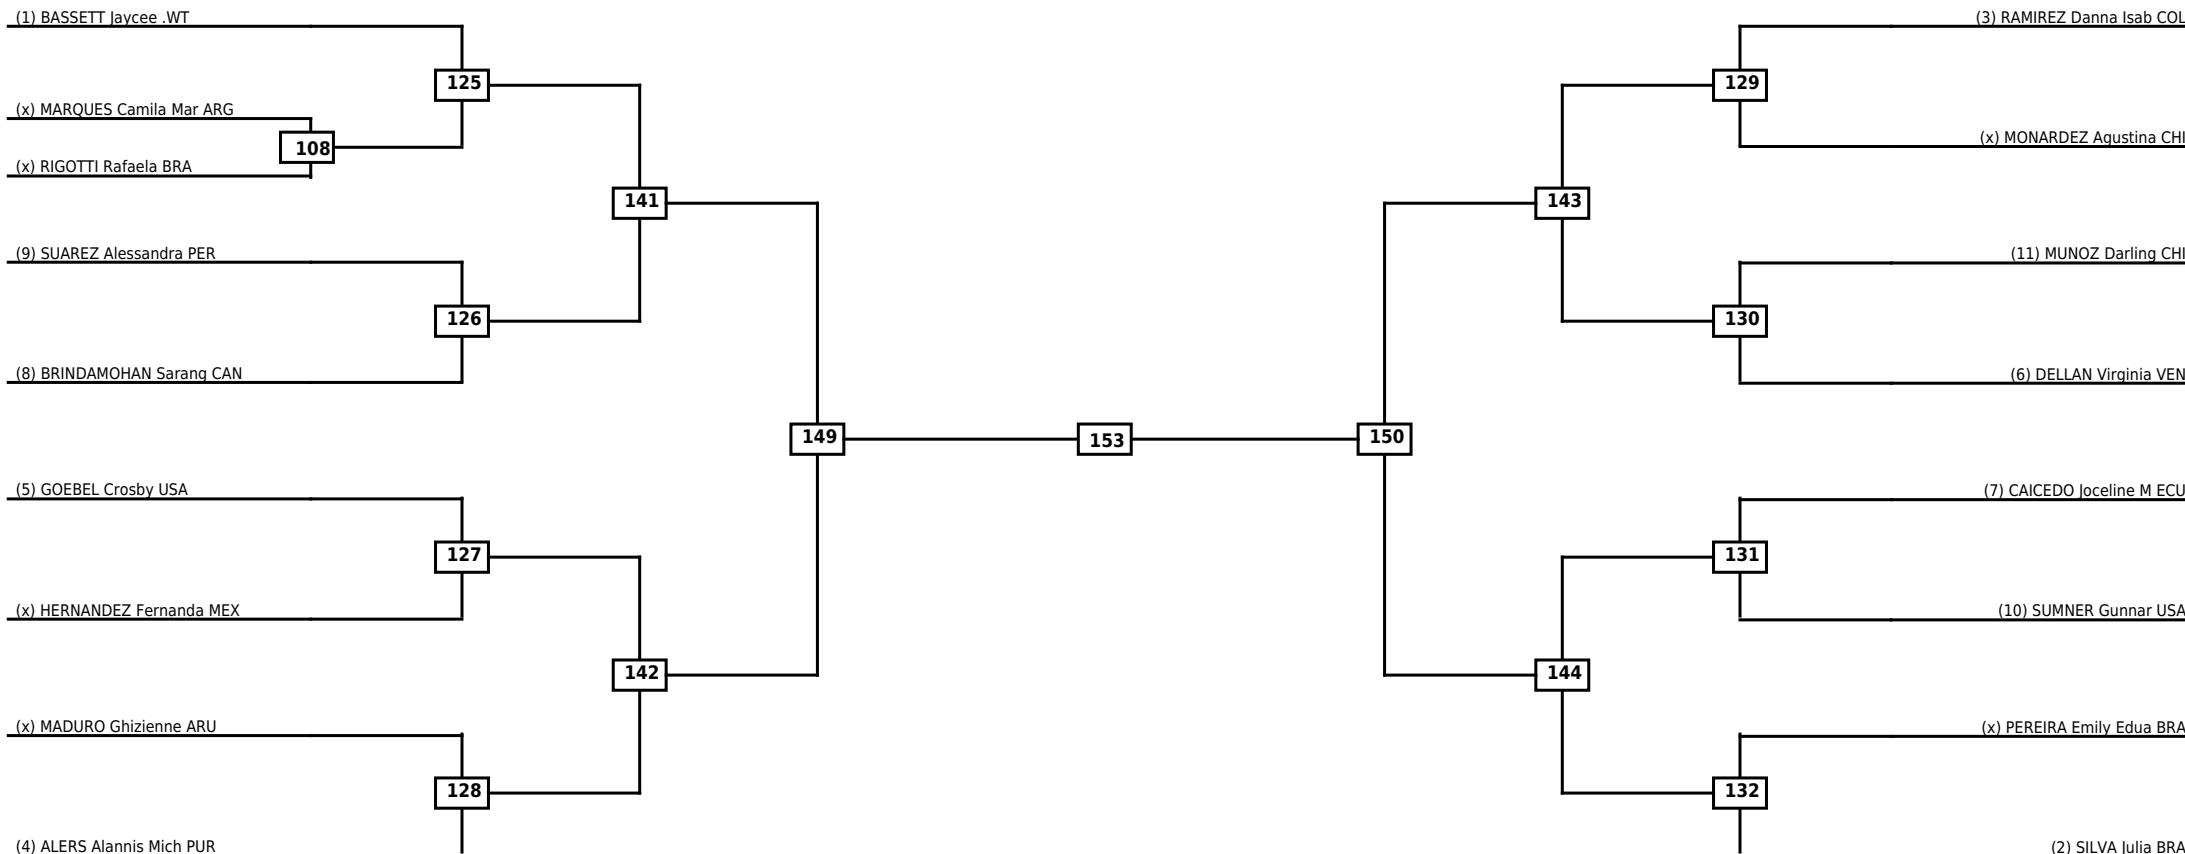 (1) BASSETT Jaycee .WT
(3) RAMIREZ Danna Isab COL
125
129
(x) MARQUES Camila Mar ARG
108
(x) MONARDEZ Agustina CHI
(x) RIGOTTI Rafaela BRA
141
143
(9) SUAREZ Alessandra PER
(11) MUNOZ Darling CHI
126
130
(8) BRINDAMOHAN Sarang CAN
(6) DELLAN Virginia VEN
149
153
150
(5) GOEBEL Crosby USA
(7) CAICEDO Joceline M ECU
127
131
(x) HERNANDEZ Fernanda MEX
(10) SUMNER Gunnar USA
142
144
(x) MADURO Ghizienne ARU
(x) PEREIRA Emily Edua BRA
128
132
(4) ALERS Alannis Mich PUR
(2) SILVA Julia BRA